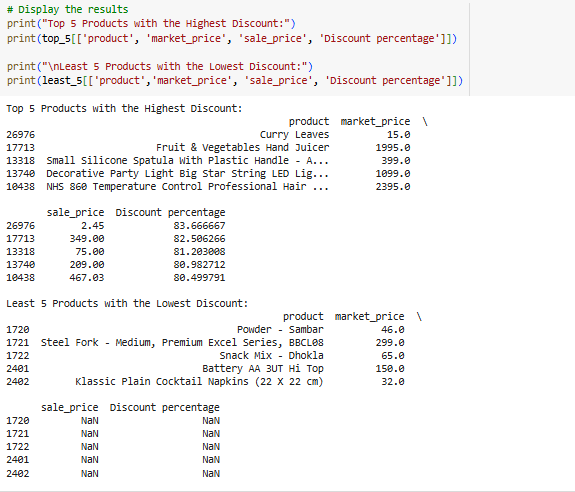 # Display the results
print("Top 5 Products with the Highest Discount:")
print(top_5[['product', 'market_price', 'sale_price', 'Discount percentage']])
print("\nLeast 5 Products with the Lowest Discount:")
print(least_5[['product','market_price', 'sale_price', 'Discount percentage']])
Top 5 Products with the Highest Discount:
product market_price \
26976 Curry Leaves 15.0
17713 Fruit & Vegetables Hand Juicer 1995.0
13318 Small Silicone Spatula With Plastic Handle - A... 399.0
13740 Decorative Party Light Big Star String LED Lig... 1099.0
10438 NHS 860 Temperature Control Professional Hair ... 2395.0
sale_price Discount percentage
26976 2.45 83.666667
17713 349.00 82.506266
13318 75.00 81.203008
13740 209.00 80.982712
10438 467.03 80.499791
Least 5 Products with the Lowest Discount:
product market_price \
1720 Powder - Sambar 46.0
1721 Steel Fork - Medium, Premium Excel Series, BBCL08 299.0
1722 Snack Mix - Dhokla 65.0
2401 Battery AA 3UT Hi Top 150.0
2402 Klassic Plain Cocktail Napkins (22 X 22 cm) 32.0
sale_price Discount percentage
1720 NaN NaN
1721 NaN NaN
1722 NaN NaN
2401 NaN NaN
2402 NaN NaN